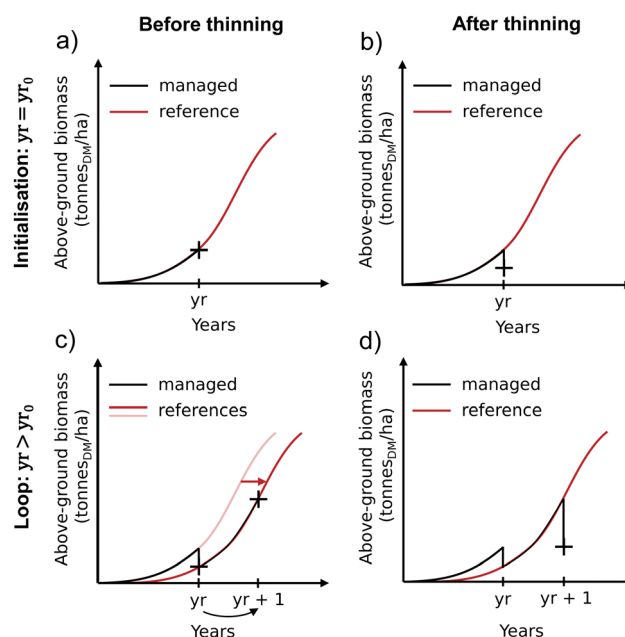 Before thinning
After thinning
Initialisation: yr = yr₀
a)
managed
reference
Above-ground biomass
(tonnes_DM/ha)
yr
Years
b)
managed
reference
Above-ground biomass
(tonnes_DM/ha)
yr
Years
Loop: yr > yr₀
c)
managed
references
Above-ground biomass
(tonnes_DM/ha)
yr
yr + 1
Years
d)
managed
reference
Above-ground biomass
(tonnes_DM/ha)
yr
yr + 1
Years